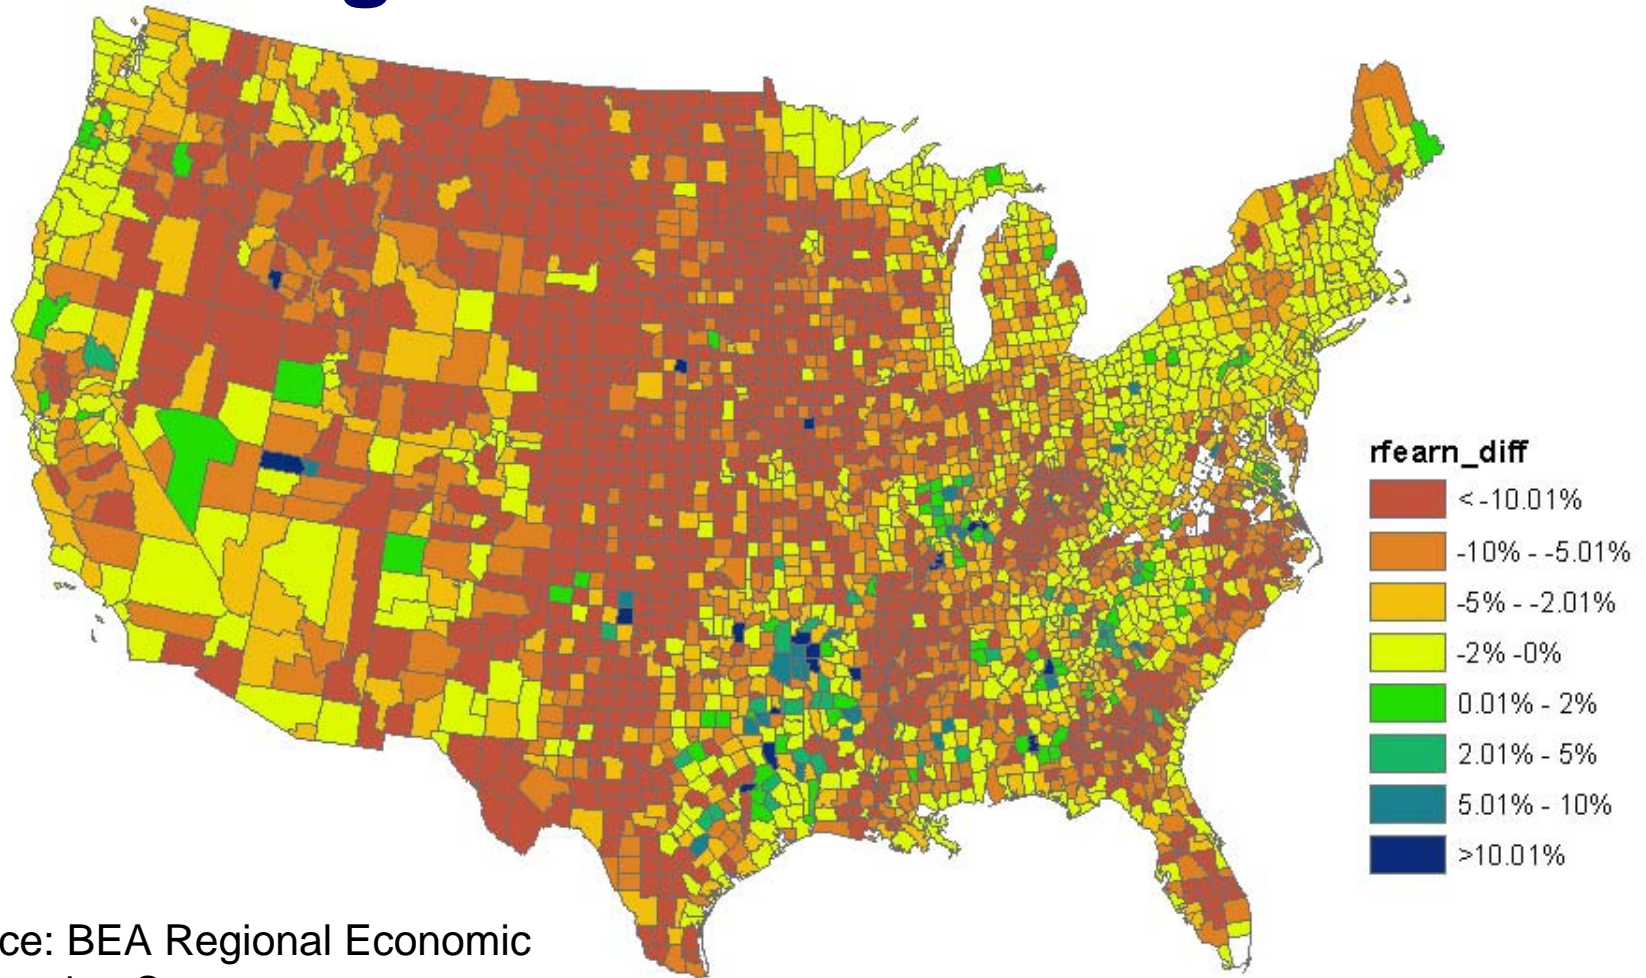 rfearn_diff
< -10.01%
-10% - -5.01%
-5% - -2.01%
-2% -0%
0.01% - 2%
2.01% - 5%
5.01% - 10%
>10.01%
ce: BEA Regional Economic